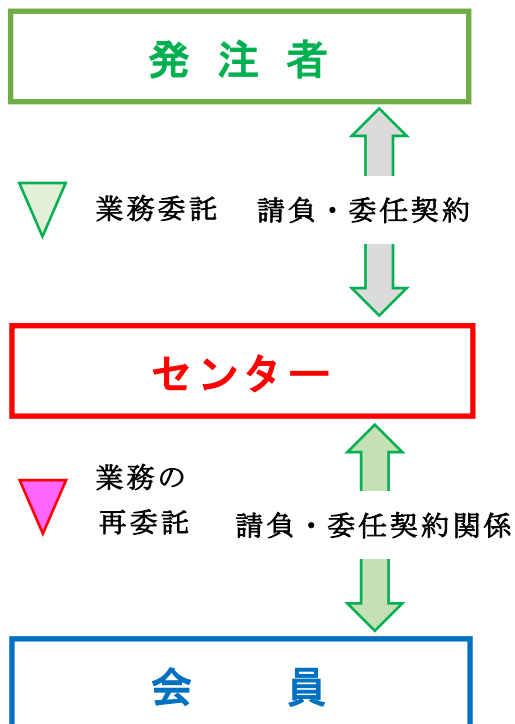 発 注 者
業務委託 請負・委任契約
センター
業務の
再委託 請負・委任契約関係
会 員